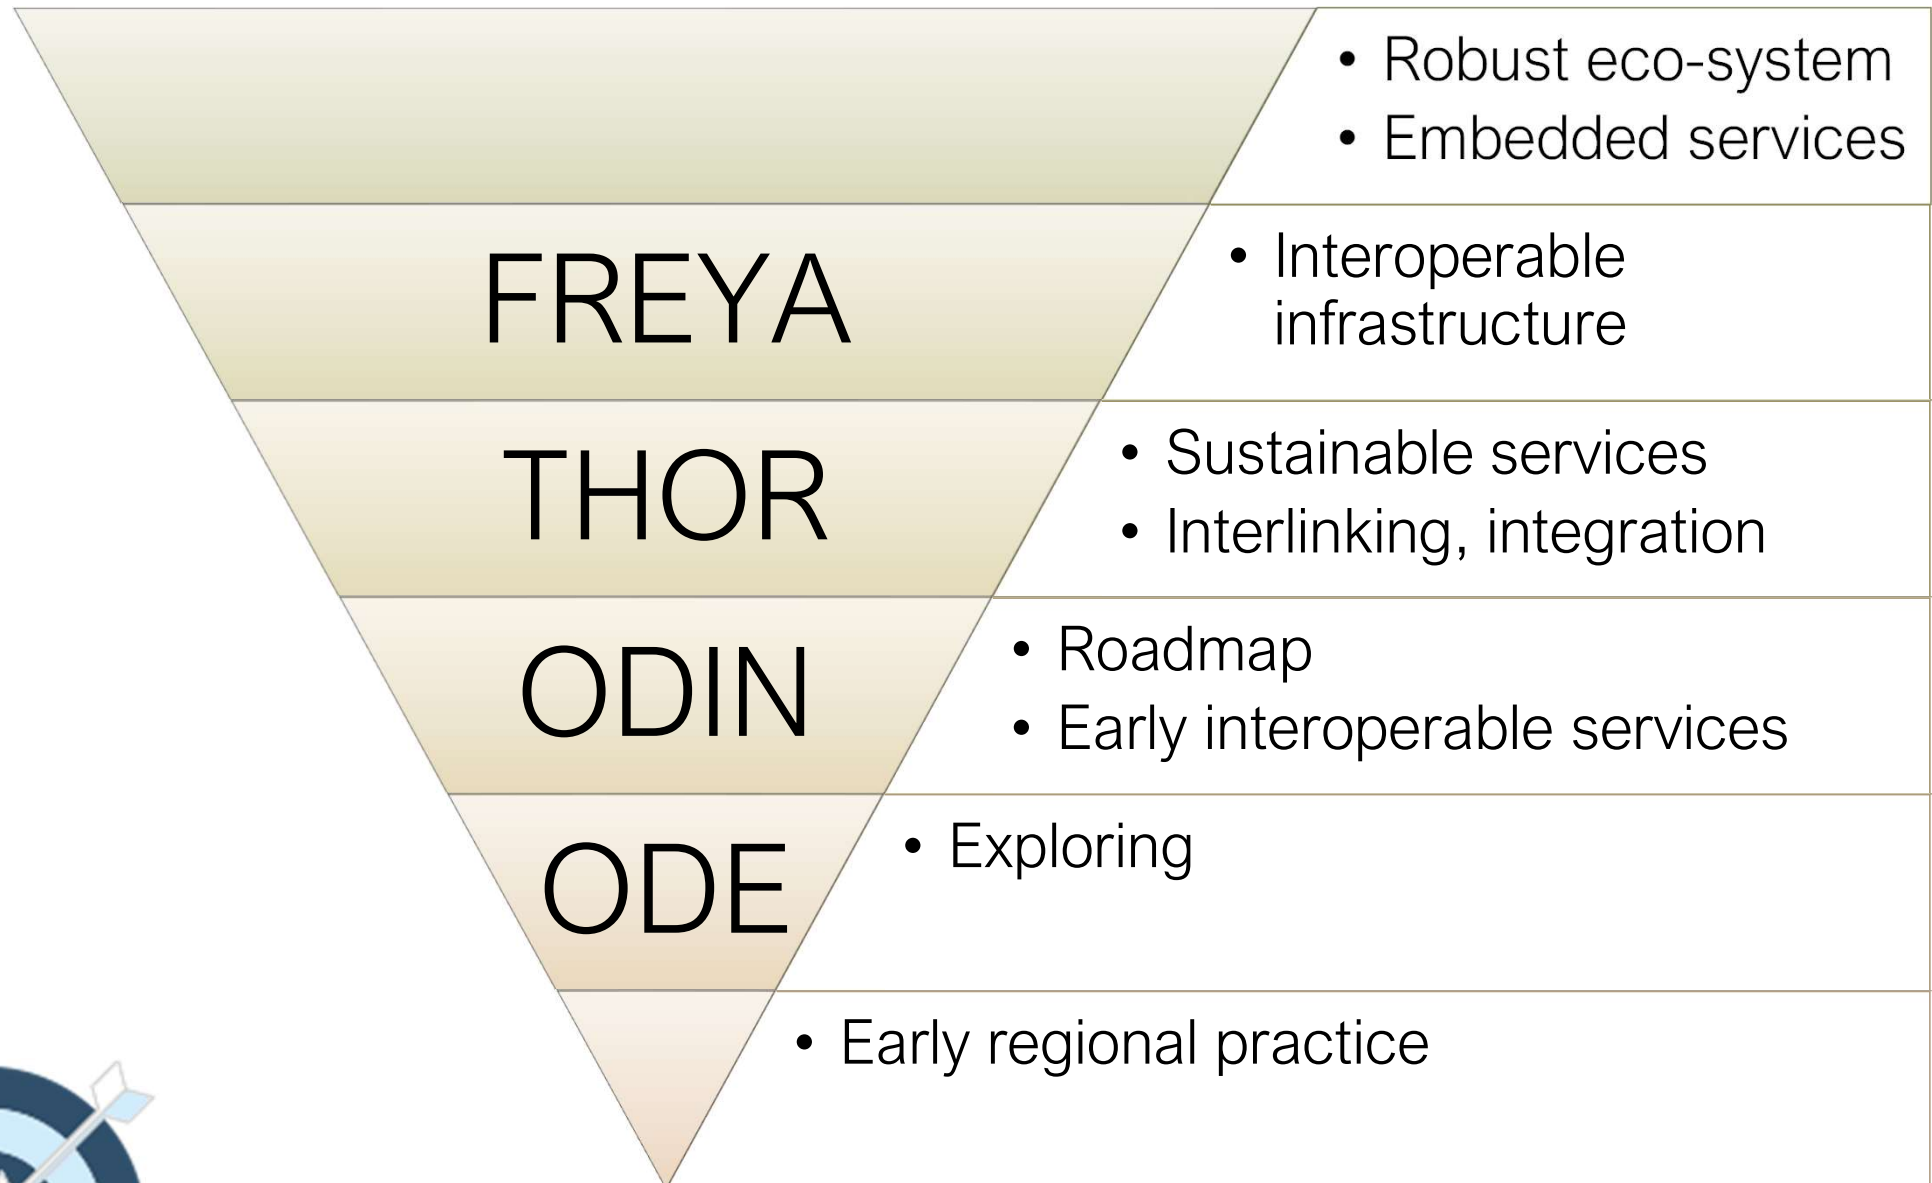 • Robust eco-system
• Embedded services
FREYA
• Interoperable
infrastructure
THOR
• Sustainable services
• Interlinking, integration
ODIN
• Roadmap
• Early interoperable services
ODE
• Exploring
• Early regional practice